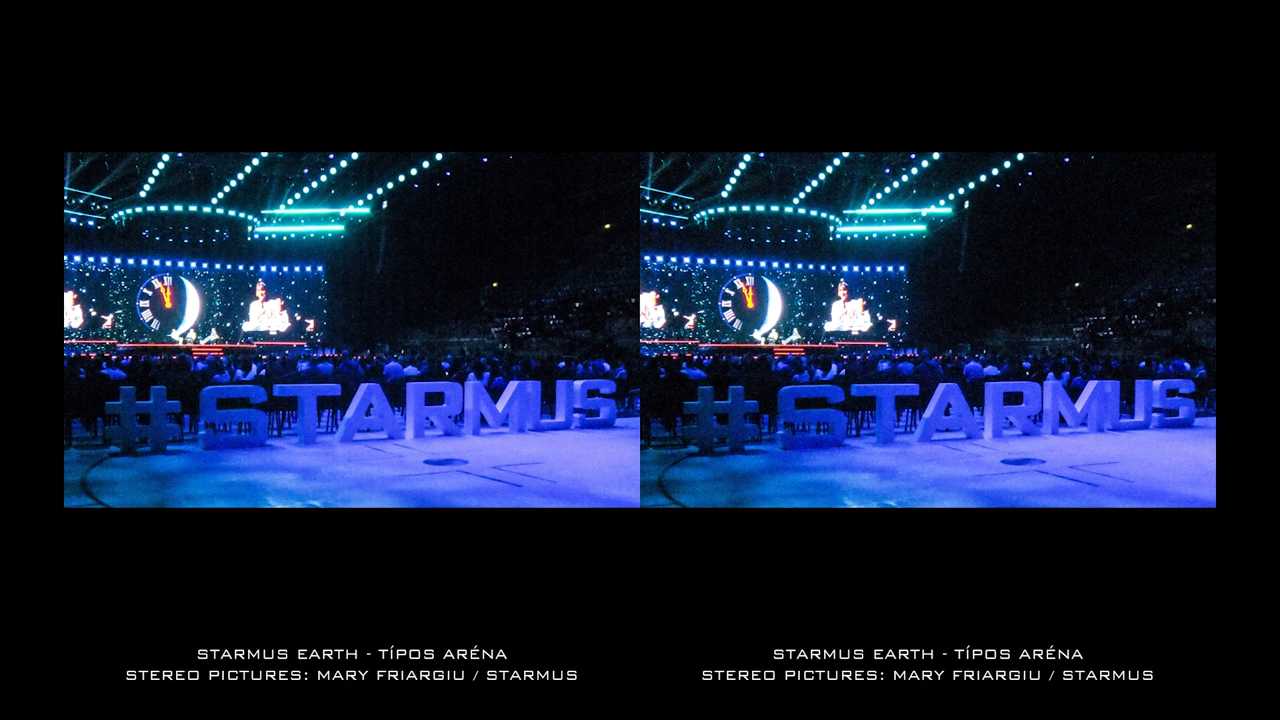 #STARMUS
#STARMUS
STARMUS EARTH - TÍPOS ARÉNA
STEREO PICTURES: MARY FRIARGIU / STARMUS
STARMUS EARTH - TÍPOS ARÉNA
STEREO PICTURES: MARY FRIARGIU / STARMUS